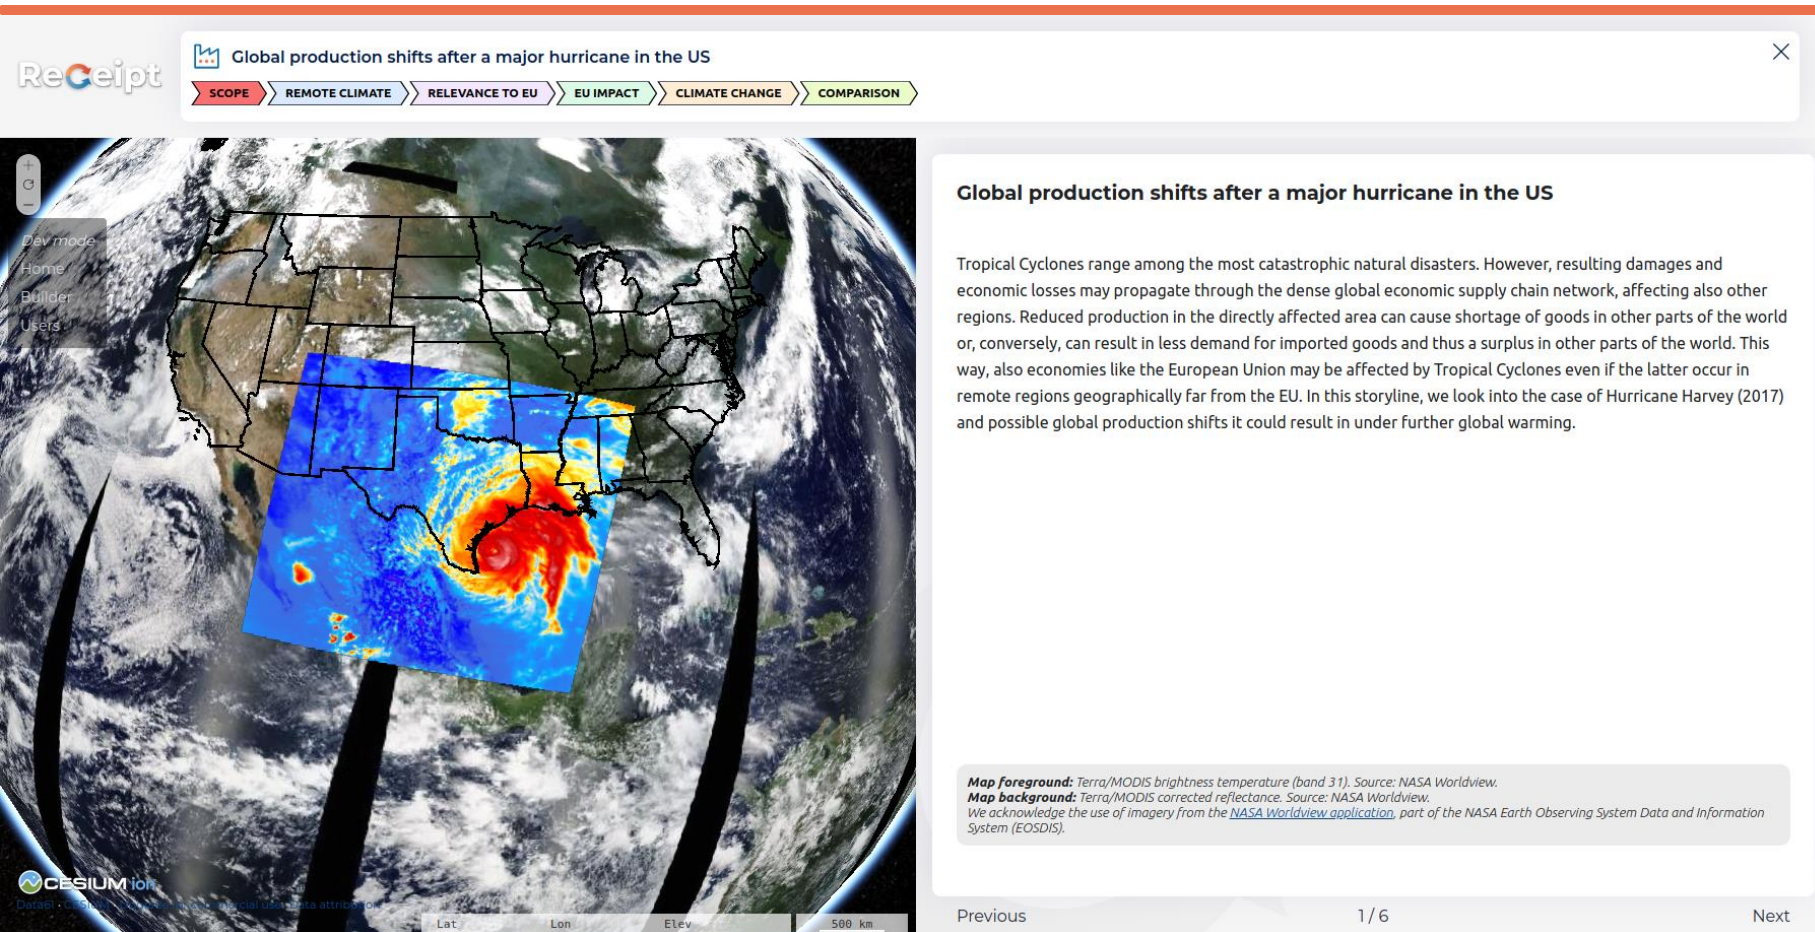 ReCeipt
Global production shifts after a major hurricane in the US
SCOPE
REMOTE CLIMATE
RELEVANCE TO EU
EU IMPACT
CLIMATE CHANGE
COMPARISON
Dev mode
Home
Builder
Users
CESIUM ion
Lat Lon Elev 500 km
Global production shifts after a major hurricane in the US
Tropical Cyclones range among the most catastrophic natural disasters. However, resulting damages and
economic losses may propagate through the dense global economic supply chain network, affecting also other
regions. Reduced production in the directly affected area can cause shortage of goods in other parts of the world
or, conversely, can result in less demand for imported goods and thus a surplus in other parts of the world. This
way, also economies like the European Union may be affected by Tropical Cyclones even if the latter occur in
remote regions geographically far from the EU. In this storyline, we look into the case of Hurricane Harvey (2017)
and possible global production shifts it could result in under further global warming.
Map foreground: Terra/MODIS brightness temperature (band 31). Source: NASA Worldview.
Map background: Terra/MODIS corrected reflectance. Source: NASA Worldview.
We acknowledge the use of imagery from the NASA Worldview application, part of the NASA Earth Observing System Data and Information
System (EOSDIS).
Previous 1 / 6 Next